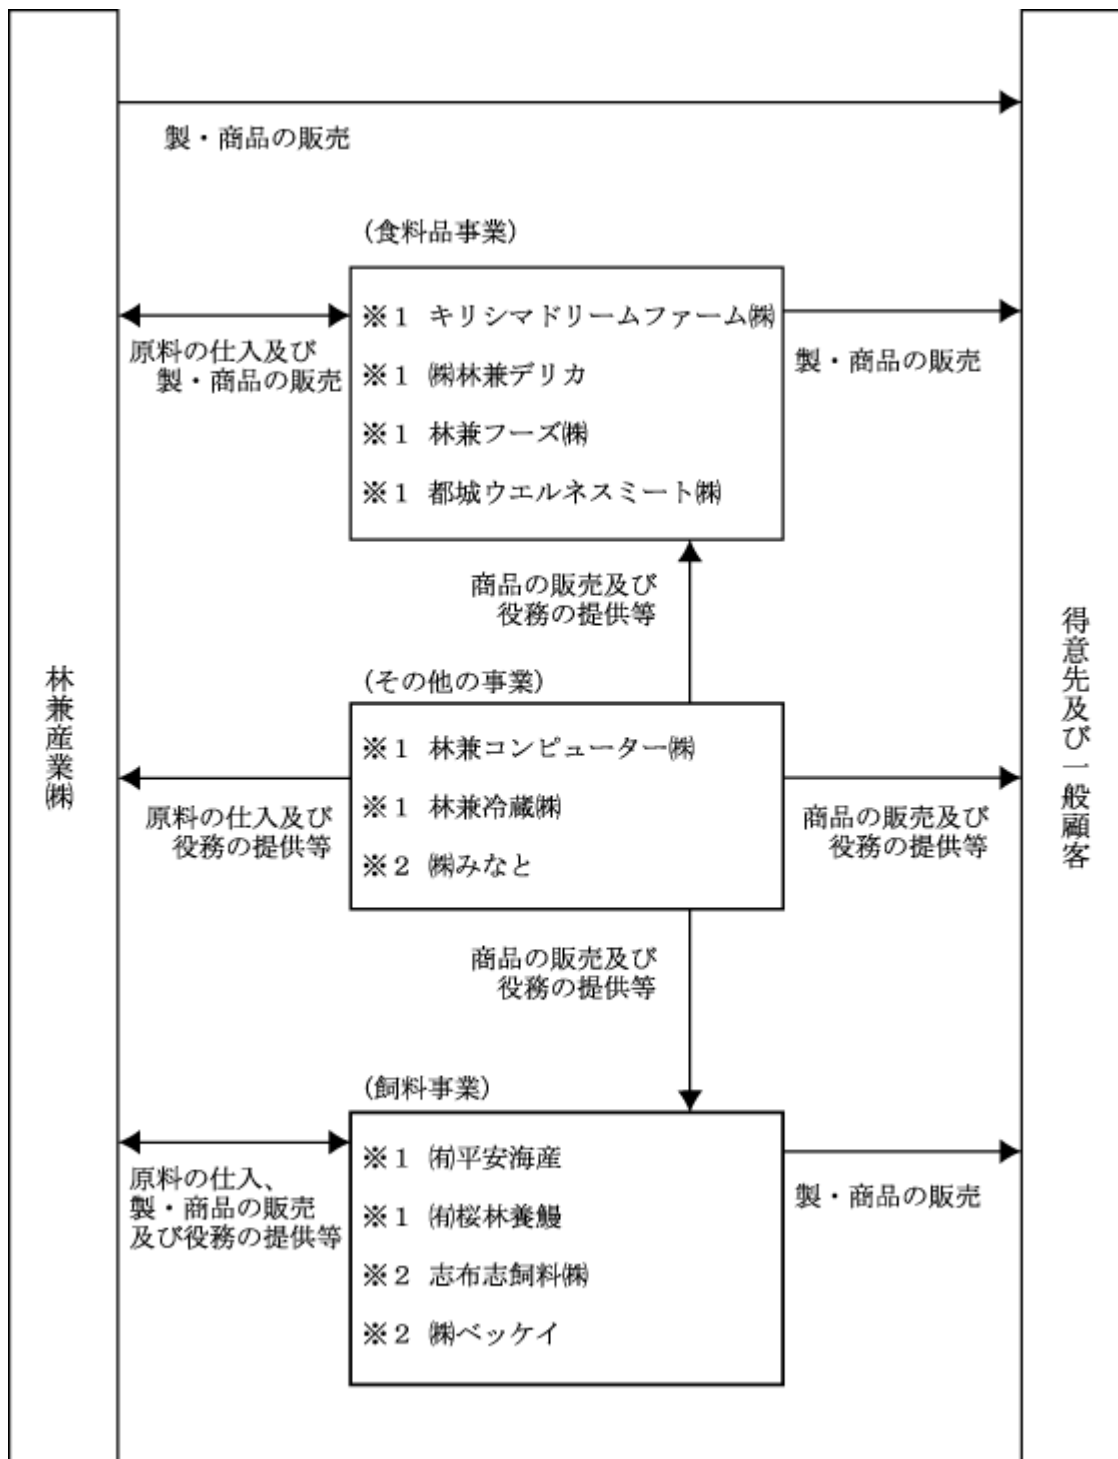 製・商品の販売
(食料品事業)
※1 キリシマドリームファーム㈱
※1 ㈱林兼デリカ
※1 林兼フーズ㈱
※1 都城ウエルネスミート㈱
原料の仕入及び
製・商品の販売
製・商品の販売
商品の販売及び
役務の提供等
林兼産業㈱
得意先及び一般顧客
(その他の事業)
※1 林兼コンピューター㈱
※1 林兼冷蔵㈱
※2 ㈱みなと
原料の仕入及び
役務の提供等
商品の販売及び
役務の提供等
商品の販売及び
役務の提供等
(飼料事業)
※1 ㈲平安海産
※1 ㈲桜林養鰻
※2 志布志飼料㈱
※2 ㈱ベッケイ
原料の仕入、
製・商品の販売
及び役務の提供等
製・商品の販売